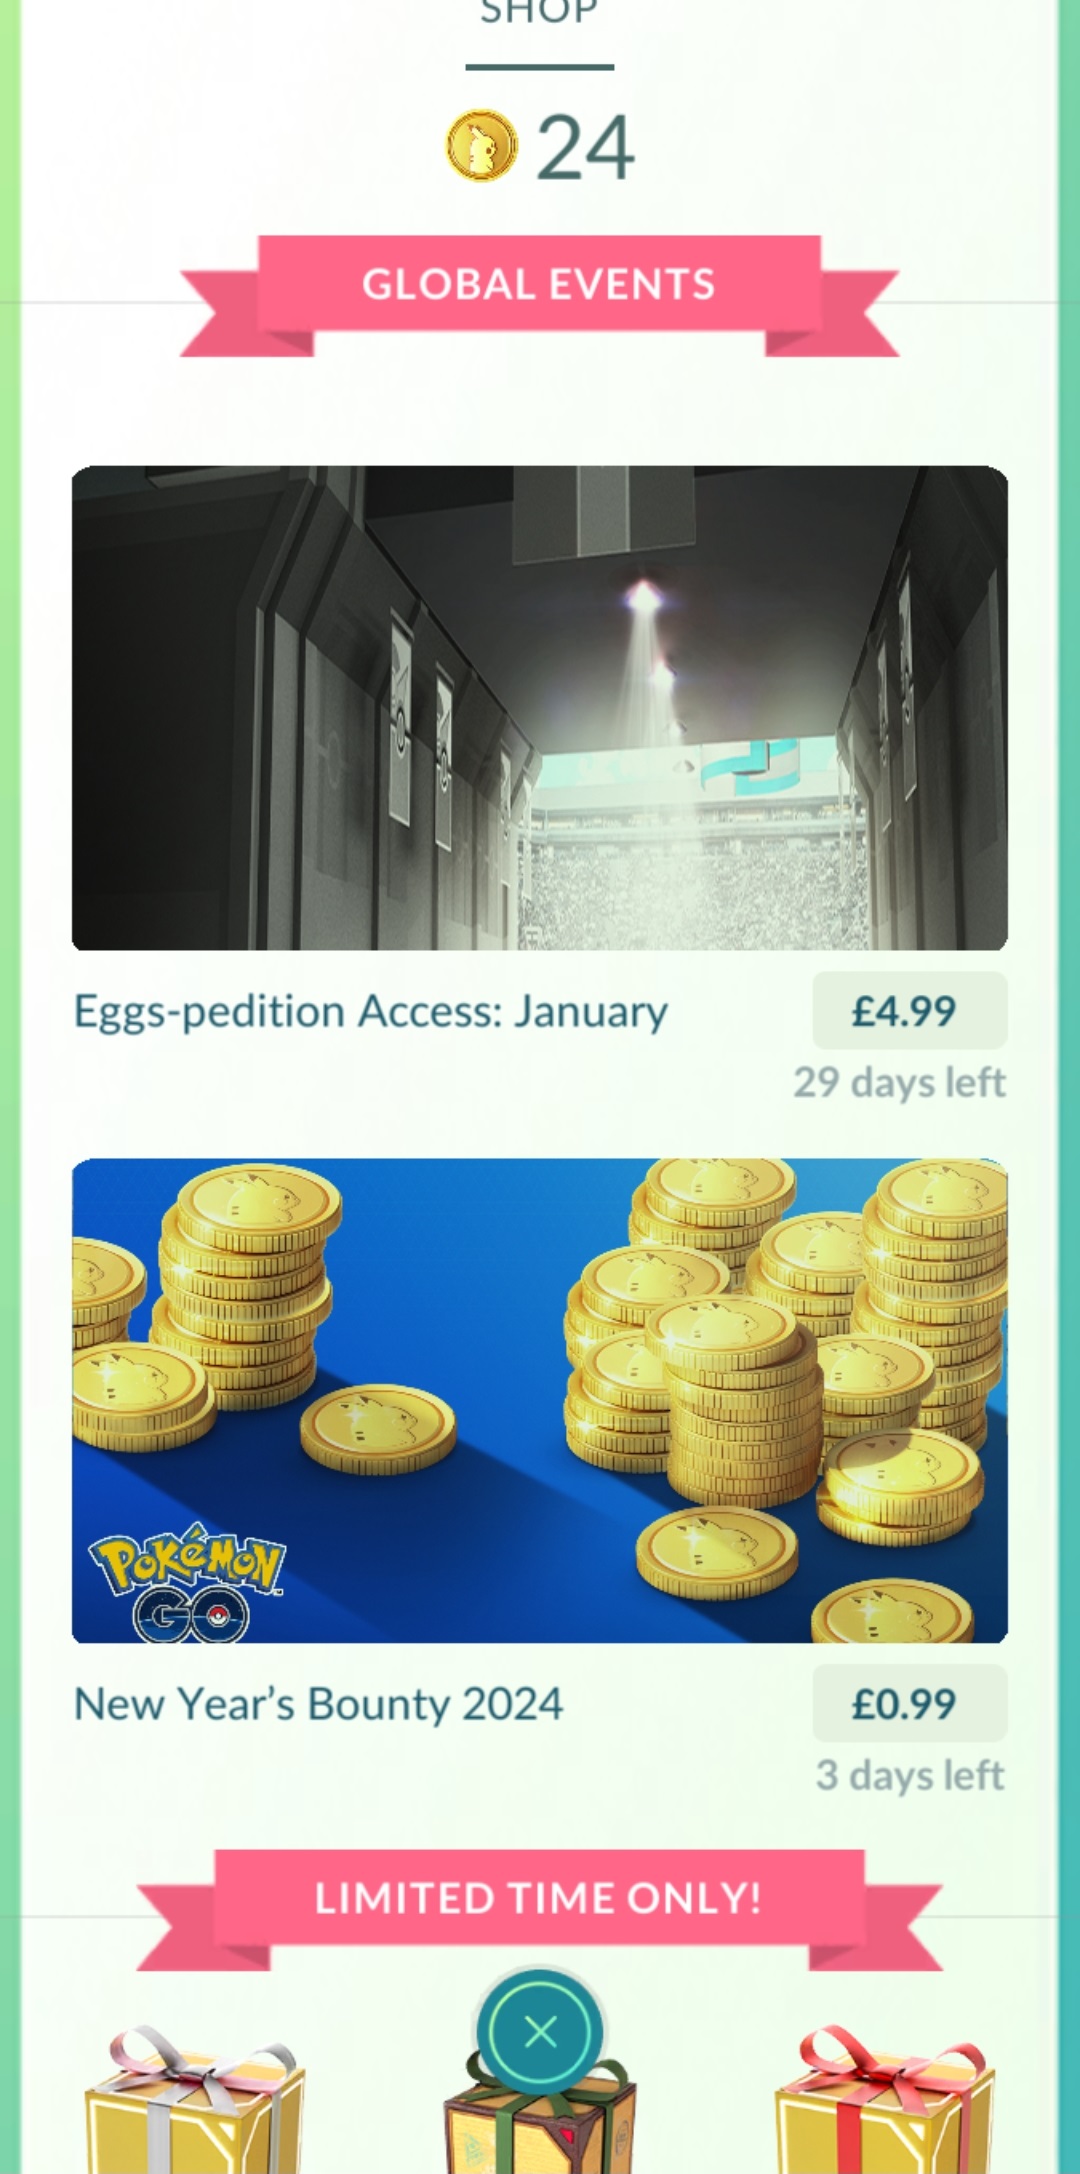 SHOP
24
GLOBAL EVENTS
Eggs-pedition Access: January
£4.99
29 days left
POKéMON
GO
New Year's Bounty 2024
£0.99
3 days left
LIMITED TIME ONLY!